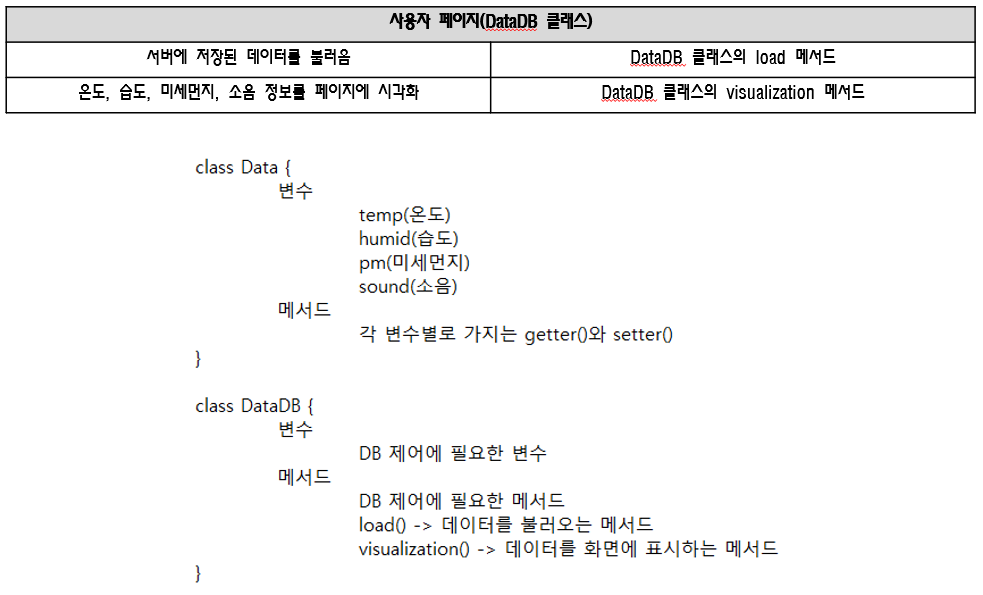 사용자 페이지(DataDB 클래스)
서버에 저장된 데이터를 불러옴
DataDB 클래스의 load 메서드
온도, 습도, 미세먼지, 소음 정보를 페이지에 시각화
DataDB 클래스의 visualization 메서드
class Data {
변수
temp(온도)
humid(습도)
pm(미세먼지)
sound(소음)
메서드
각 변수별로 가지는 getter()와 setter()
}
class DataDB {
변수
DB 제어에 필요한 변수
메서드
DB 제어에 필요한 메서드
load() -> 데이터를 불러오는 메서드
visualization() -> 데이터를 화면에 표시하는 메서드
}